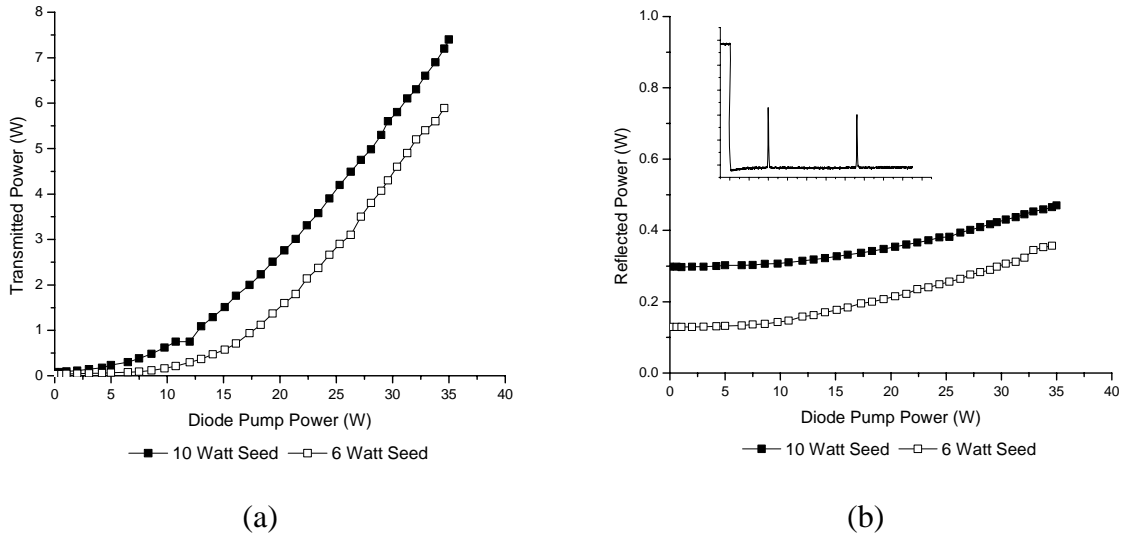 8
7
6
5
4
3
2
1
0
0 5 10 15 20 25 30 35 40
Transmitted Power (W)
Diode Pump Power (W)
10 Watt Seed 6 Watt Seed
(a)
1.0
0.8
0.6
0.4
0.2
0.0
0 5 10 15 20 25 30 35 40
Reflected Power (W)
Diode Pump Power (W)
10 Watt Seed 6 Watt Seed
(b)